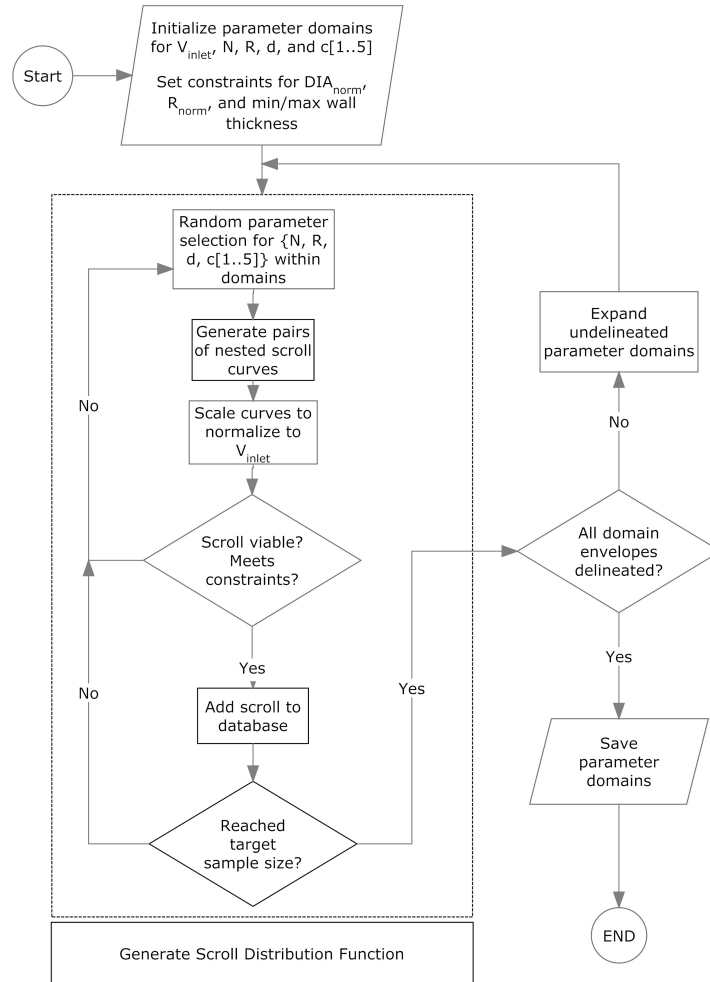 Start
Initialize parameter domains
for Vinlet, N, R, d, and c[1..5]
Set constraints for DIAnorm,
Rnorm, and min/max wall
thickness
Random parameter
selection for {N, R,
d, c[1..5]} within
domains
Generate pairs
of nested scroll
curves
Scale curves to
normalize to
Vinlet
No
Scroll viable?
Meets
constraints?
Yes
No
Add scroll to
database
Reached
target
sample size?
Yes
Generate Scroll Distribution Function
Expand
undelineated
parameter domains
No
All domain
envelopes
delineated?
Yes
Save
parameter
domains
END